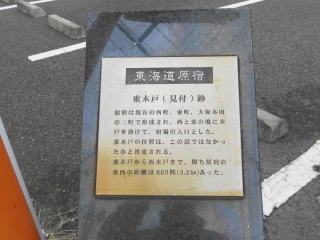 東海道原宿
東木戸(見付)跡
原宿は現在の西町、東町、大塚本田
の三町で形成され、西と東の境に木
戸を設けて、宿場の入口とした。
東木戸の位置は、この辺ではなかっ
たかと推定される。
東木戸から西木戸まで、即ち原宿の
東西の距離は660間(2.2㎞)あった。